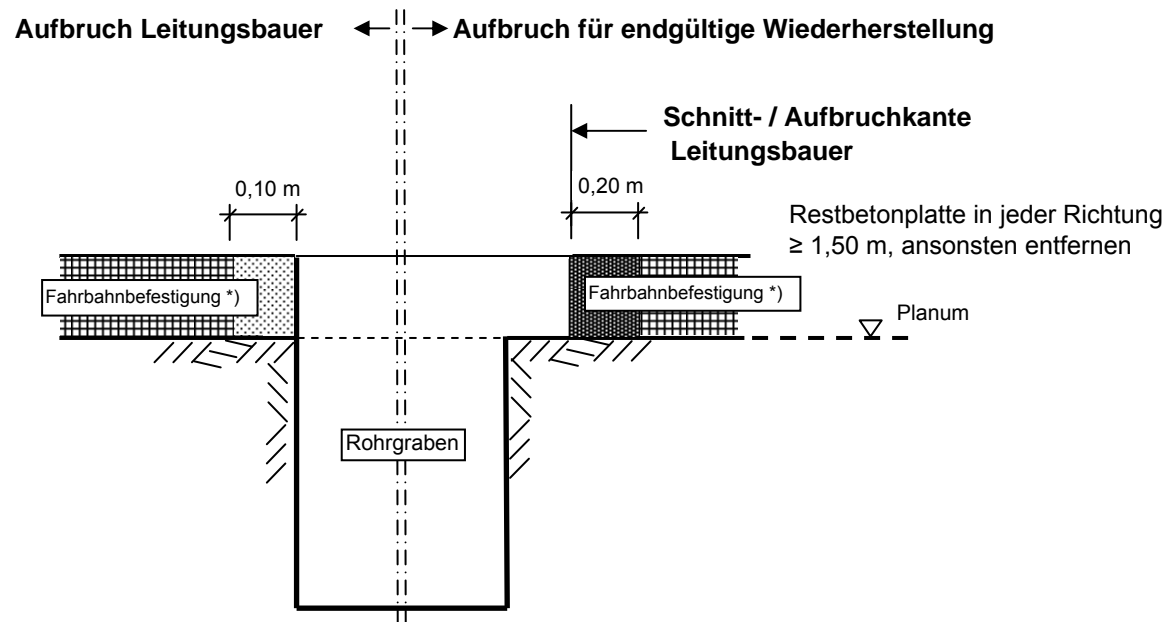 Aufbruch Leitungsbauer
Aufbruch für endgültige Wiederherstellung
Schnitt- / Aufbruchkante
Leitungsbauer
0,10 m
0,20 m
Restbetonplatte in jeder Richtung
≥ 1,50 m, ansonsten entfernen
Fahrbahnbefestigung *)
Fahrbahnbefestigung *)
Planum
Rohrgraben